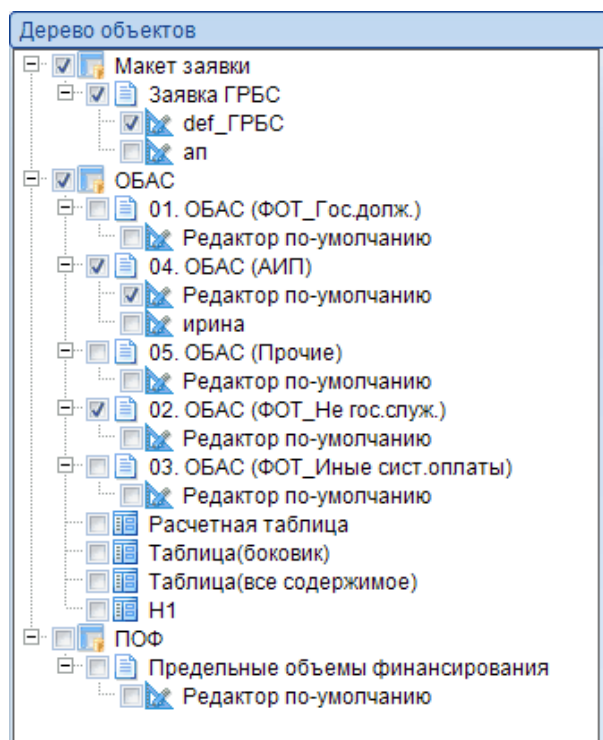 Дерево объектов
Макет заявки
Заявка ГРБС
def_ГРБС
ап
ОБАС
01. ОБАС (ФОТ_Гос.долж.)
Редактор по-умолчанию
04. ОБАС (АИП)
Редактор по-умолчанию
ирина
05. ОБАС (Прочие)
Редактор по-умолчанию
02. ОБАС (ФОТ_Не гос.служ.)
Редактор по-умолчанию
03. ОБАС (ФОТ_Иные сист.оплаты)
Редактор по-умолчанию
Расчетная таблица
Таблица(боковик)
Таблица(все содержимое)
Н1
ПОФ
Предельные объемы финансирования
Редактор по-умолчанию